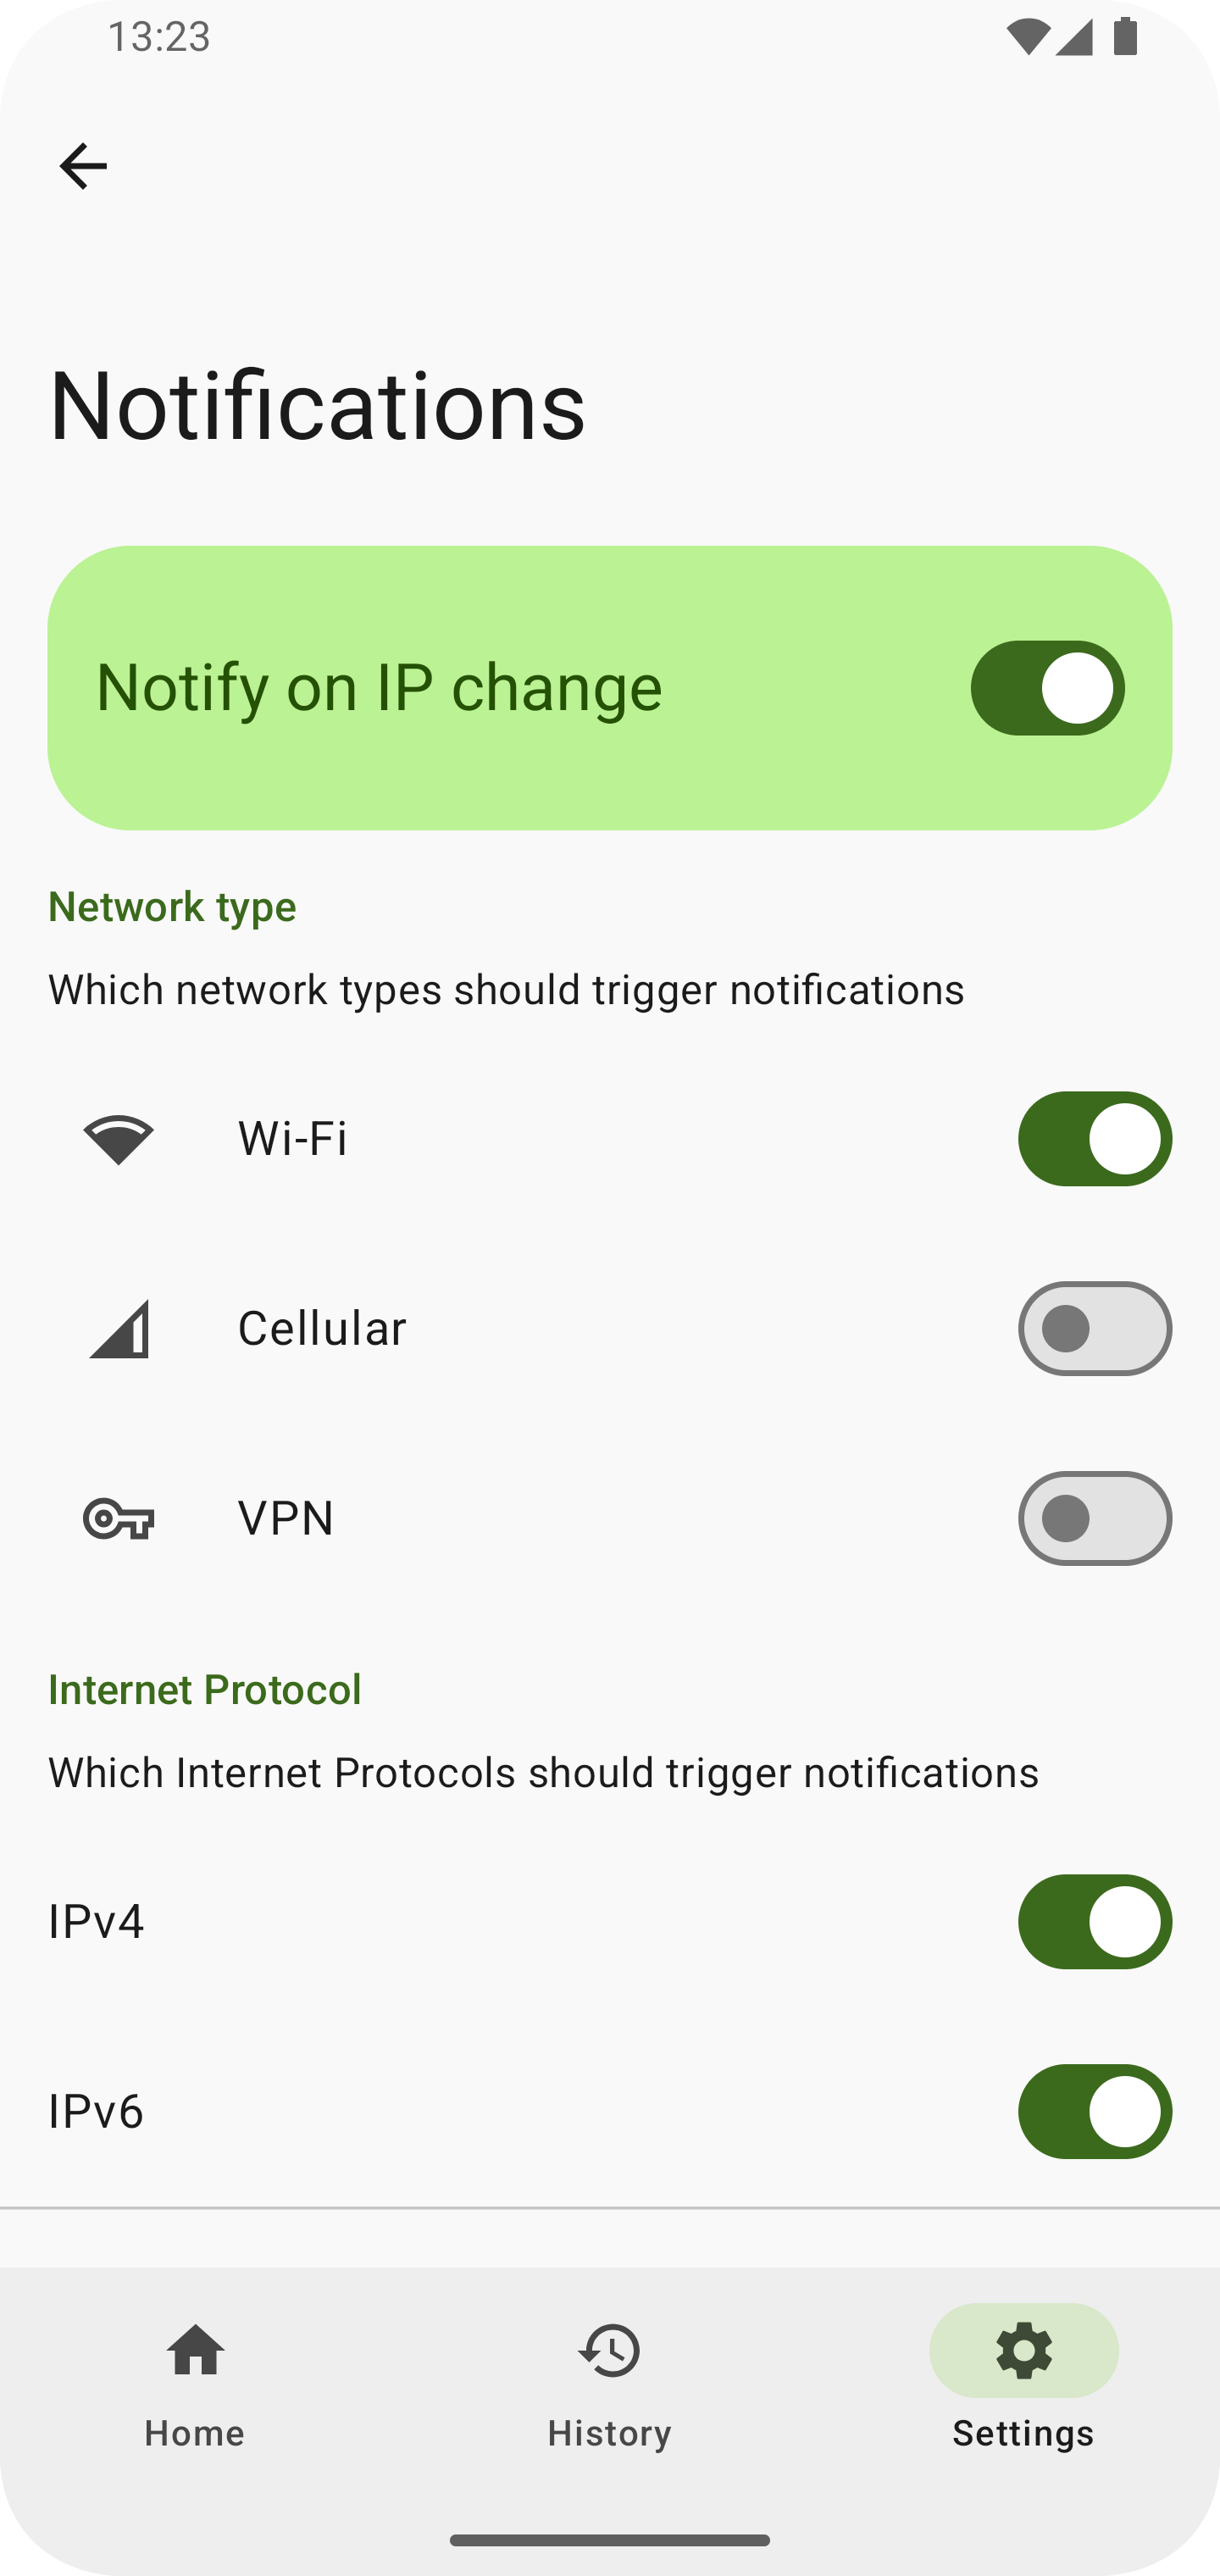 13:23
Notifications
Notify on IP change
Network type
Which network types should trigger notifications
Wi-Fi
Cellular
VPN
Internet Protocol
Which Internet Protocols should trigger notifications
IPv4
IPv6
Home
History
Settings